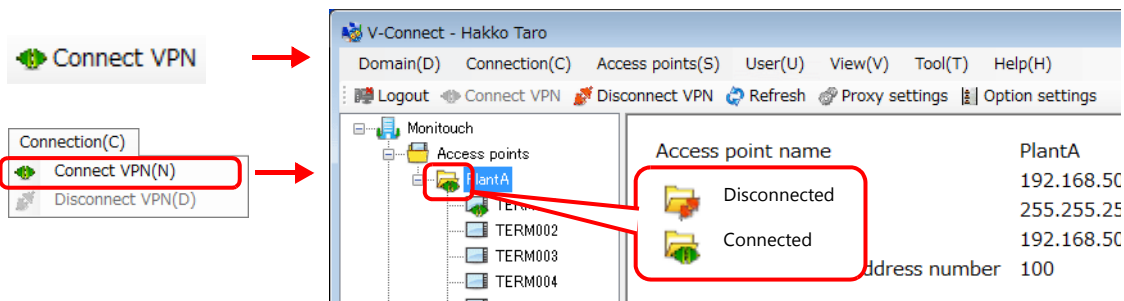 Connect VPN
Connection(C)
Connect VPN(N)
Disconnect VPN(D)
V-Connect - Hakko Taro
Domain(D) Connection(C) Access points(S) User(U) View(V) Tool(T) Help(H)
Logout Connect VPN Disconnect VPN Refresh Proxy settings Option settings
Monitouch
Access points
PlantA
TERM002
TERM003
TERM004
Access point name PlantA
192.168.50
255.255.25
192.168.50
address number 100
Disconnected
Connected